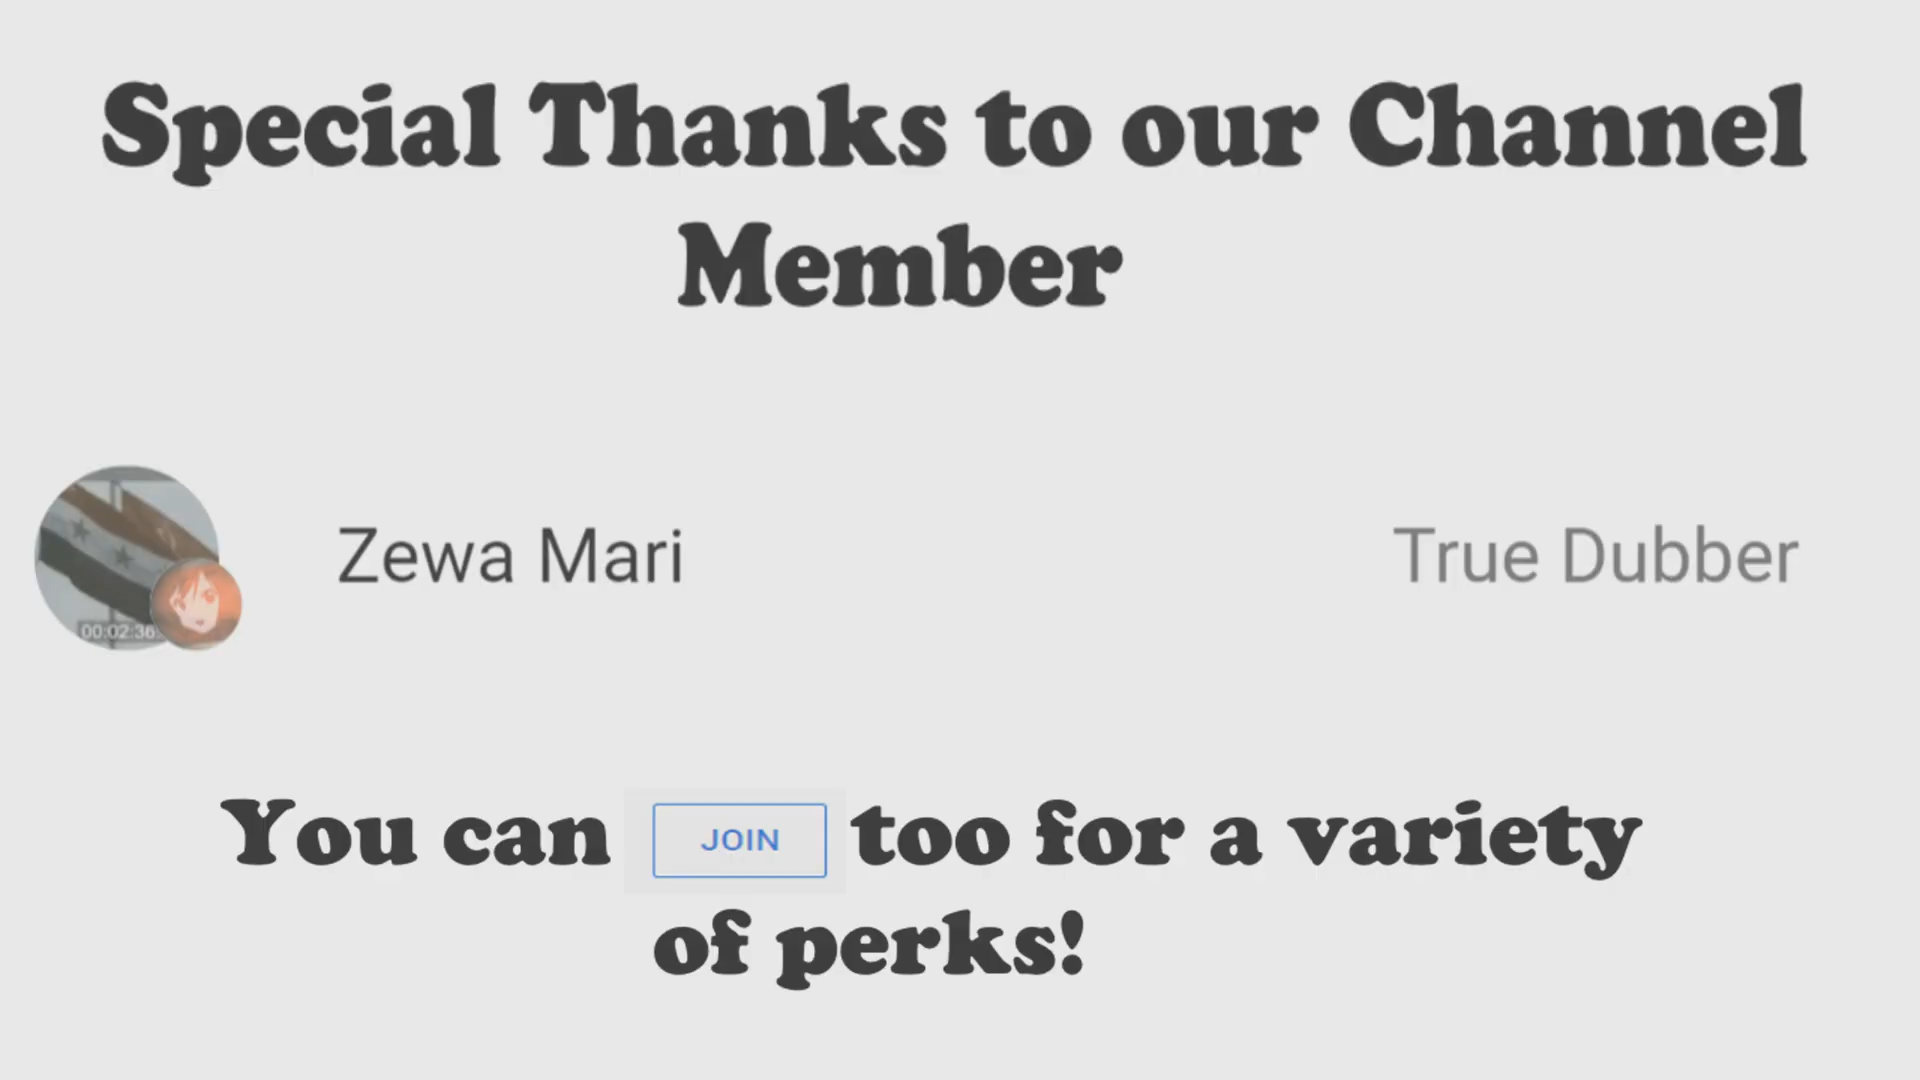 Special Thanks to our Channel
Member
Zewa Mari
True Dubber
00:02:36
You can JOIN too for a variety
of perks!